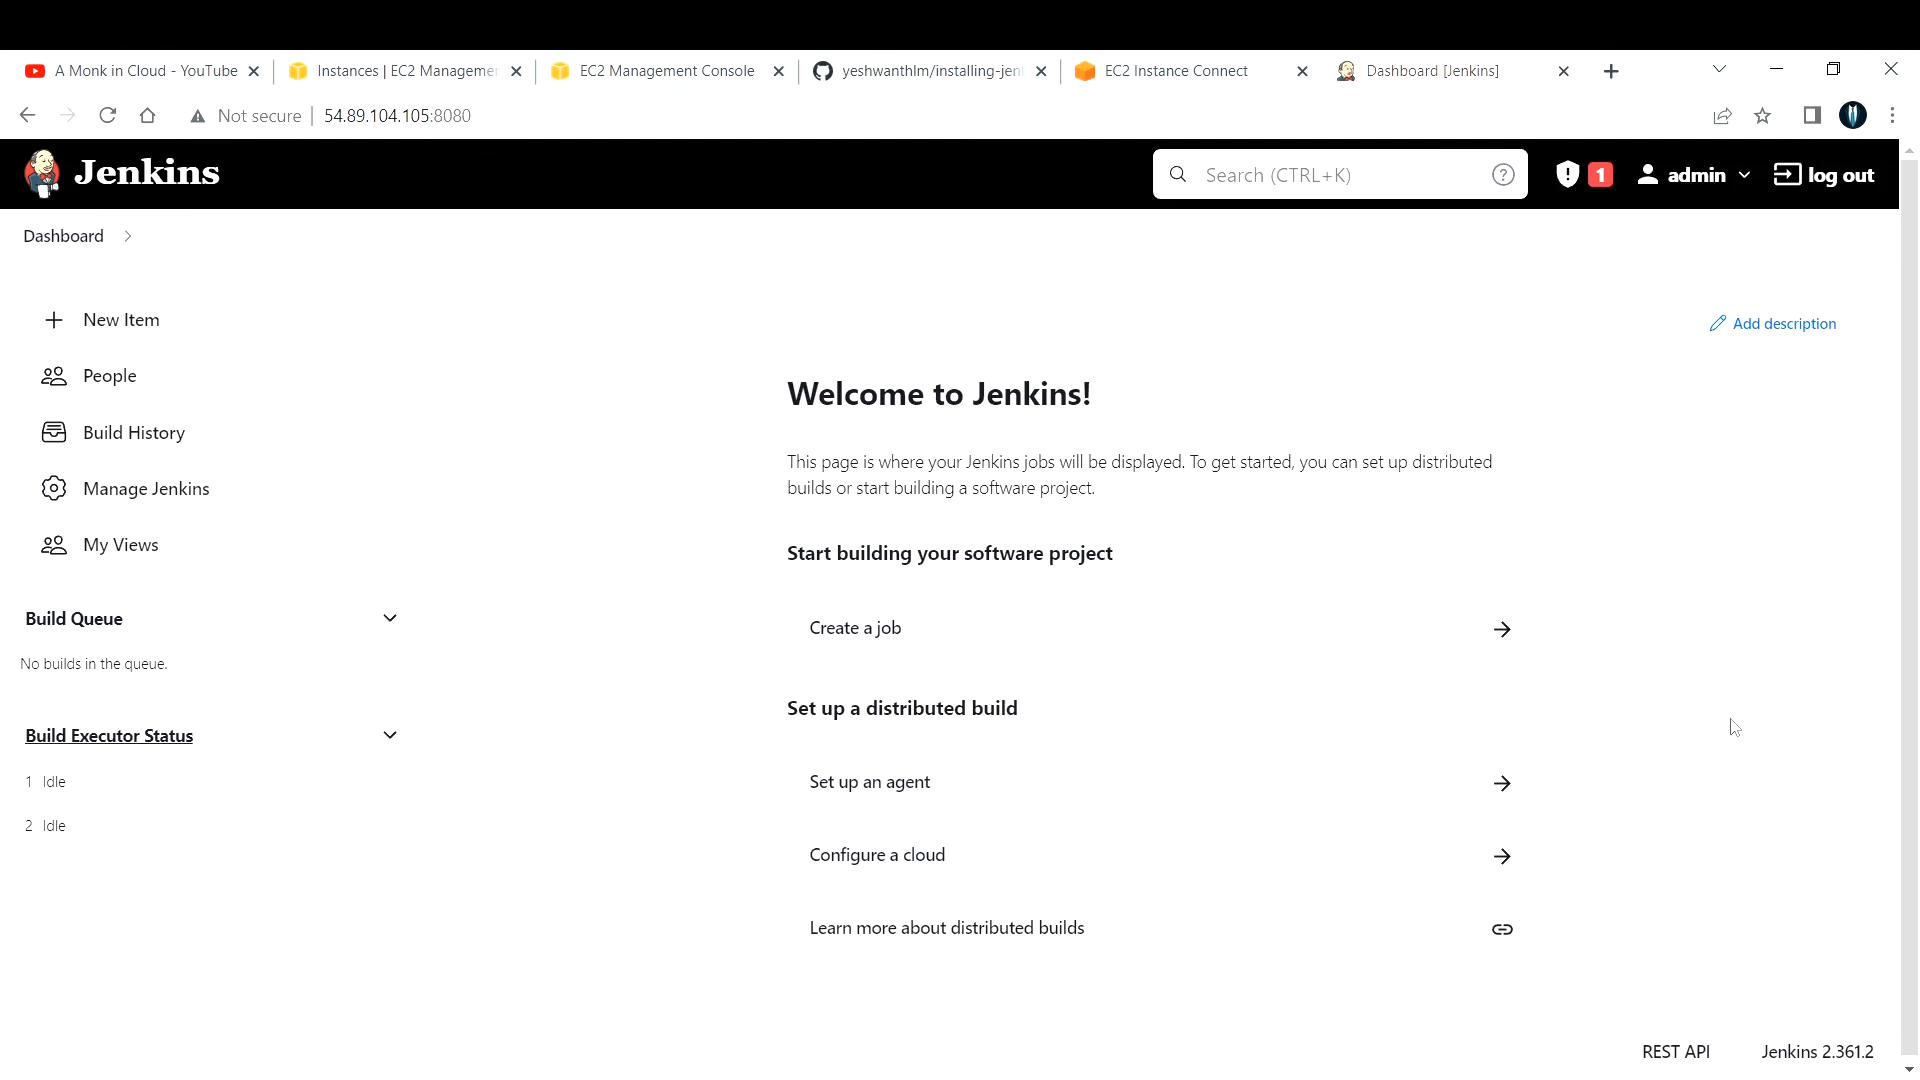 A Monk in Cloud - YouTube
Instances | EC2 Managemen
EC2 Management Console
yeshwanthlm/installing-jen
EC2 Instance Connect
Dashboard [Jenkins]
Not secure
54.89.104.105:8080
Jenkins
Search (CTRL+K)
1
admin
log out
Dashboard
New Item
Add description
People
Welcome to Jenkins!
Build History
This page is where your Jenkins jobs will be displayed. To get started, you can set up distributed
builds or start building a software project.
Manage Jenkins
My Views
Start building your software project
Build Queue
Create a job
No builds in the queue.
Set up a distributed build
Build Executor Status
1 Idle
Set up an agent
2 Idle
Configure a cloud
Learn more about distributed builds
REST API
Jenkins 2.361.2